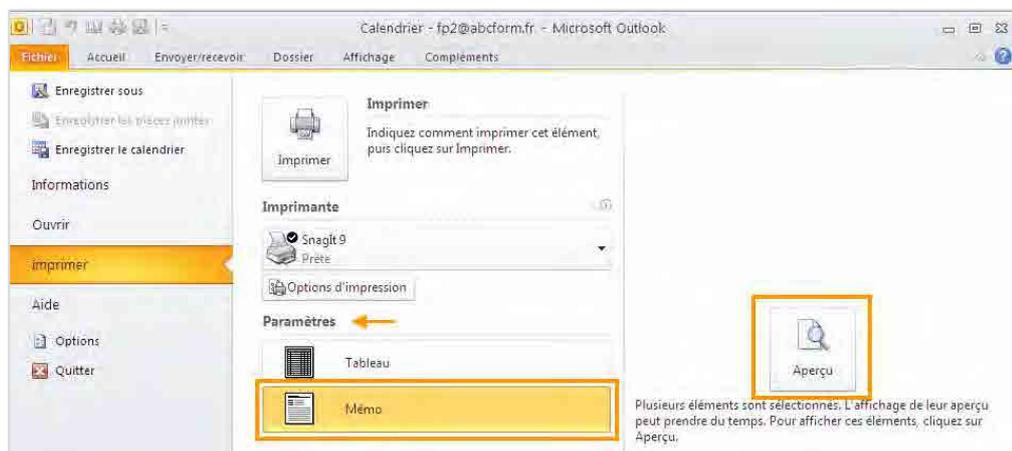 Calendrier - fp2@abcform.fr - Microsoft Outlook
Fichier Accueil Envoyer/recevoir Dossier Affichage Compléments
Enregistrer sous
Enregistrer les pièces jointes
Enregistrer le calendrier
Informations
Ouvrir
Imprimer
Aide
Options
Quitter
Imprimer
Imprimer
Indiquez comment imprimer cet élément,
puis cliquez sur Imprimer.
Imprimante
SnagIt 9
Prête
Options d'impression
Paramètres
Tableau
Mémo
Aperçu
Plusieurs éléments sont sélectionnés. L'affichage de leur aperçu
peut prendre du temps. Pour afficher ces éléments, cliquez sur
Aperçu.